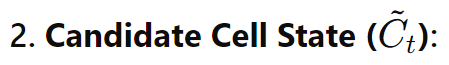 2. Candidate Cell State (C̃ₜ):